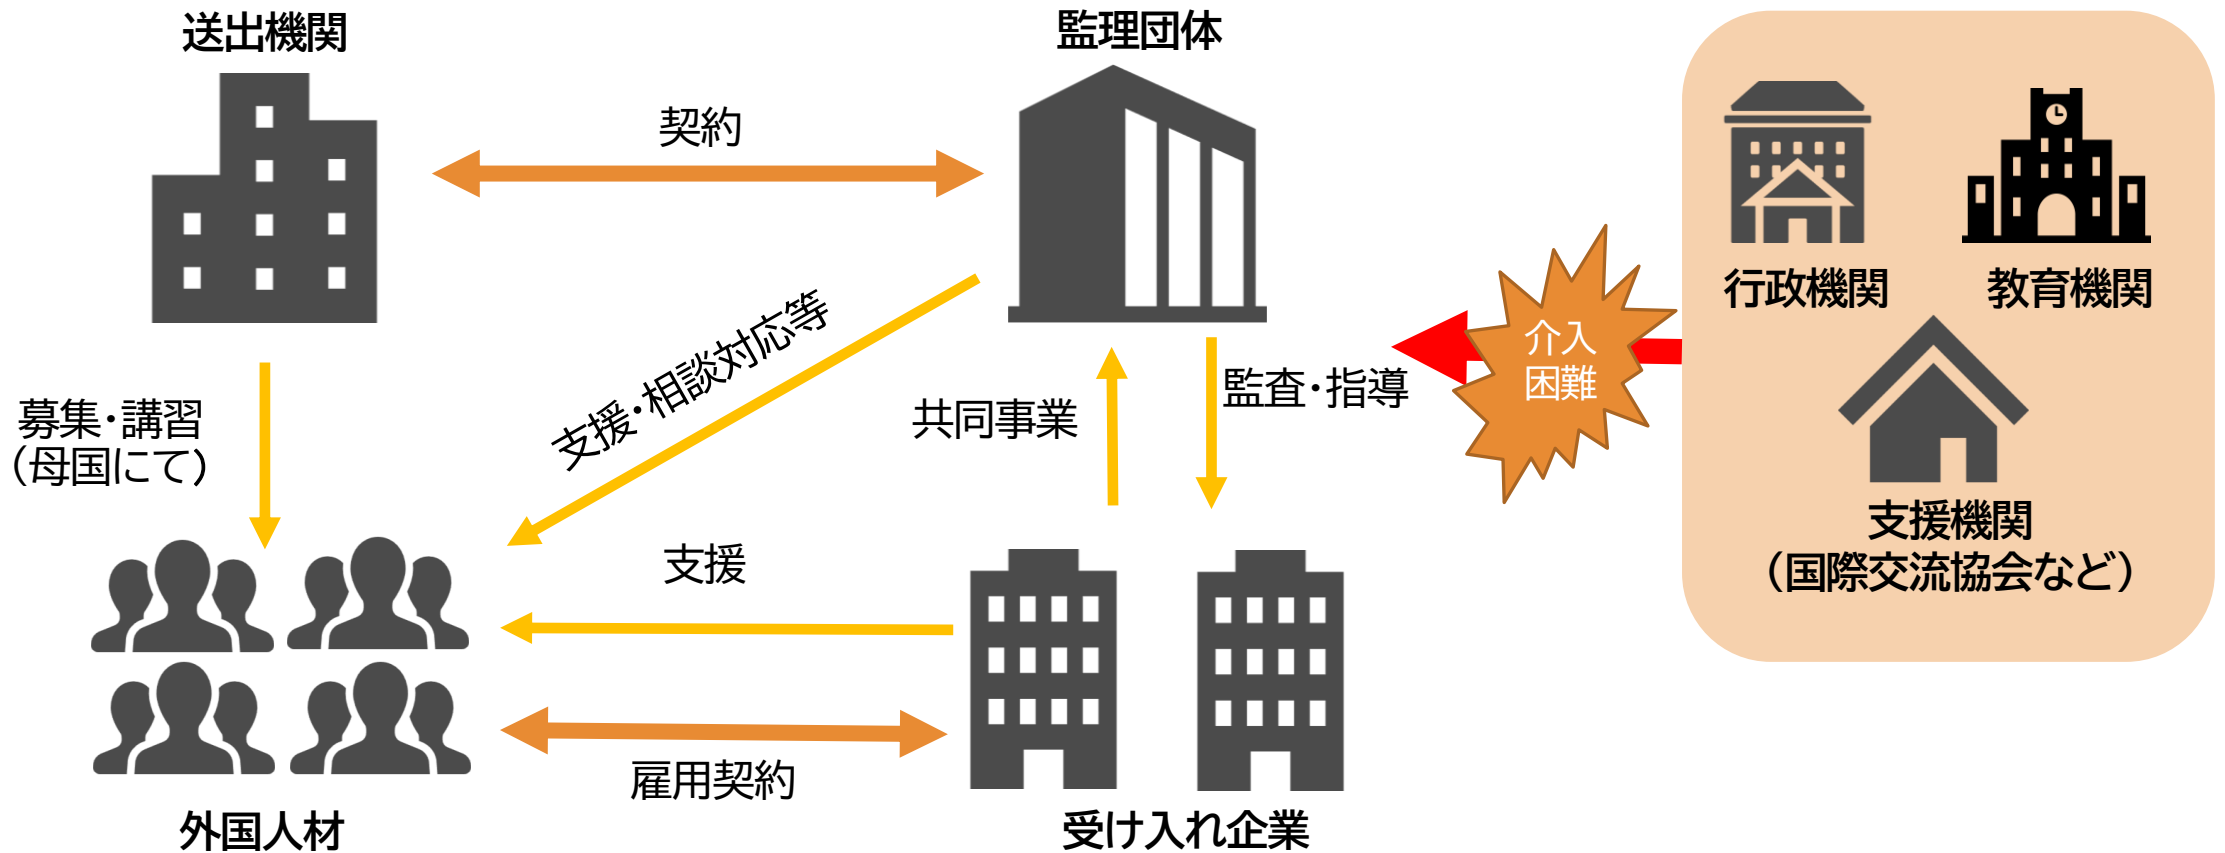 送出機関
監理団体
契約
行政機関
教育機関
介入
困難
支援・相談対応等
募集・講習
（母国にて）
共同事業
監査・指導
支援機関
（国際交流協会など）
支援
雇用契約
外国人材
受け入れ企業